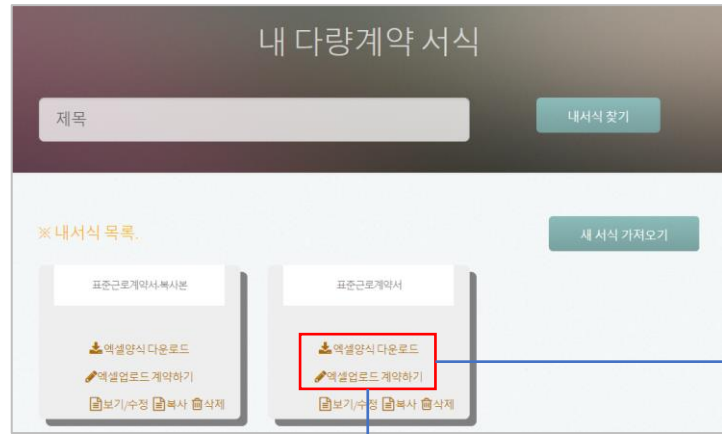 내 다량계약 서식
제목
내서식 찾기
※ 내서식 목록.
새 서식 가져오기
표준근로계약서-복사본
표준근로계약서
엑셀양식 다운로드
엑셀양식 다운로드
엑셀업로드 계약하기
엑셀업로드 계약하기
보기/수정 복사 삭제
보기/수정 복사 삭제